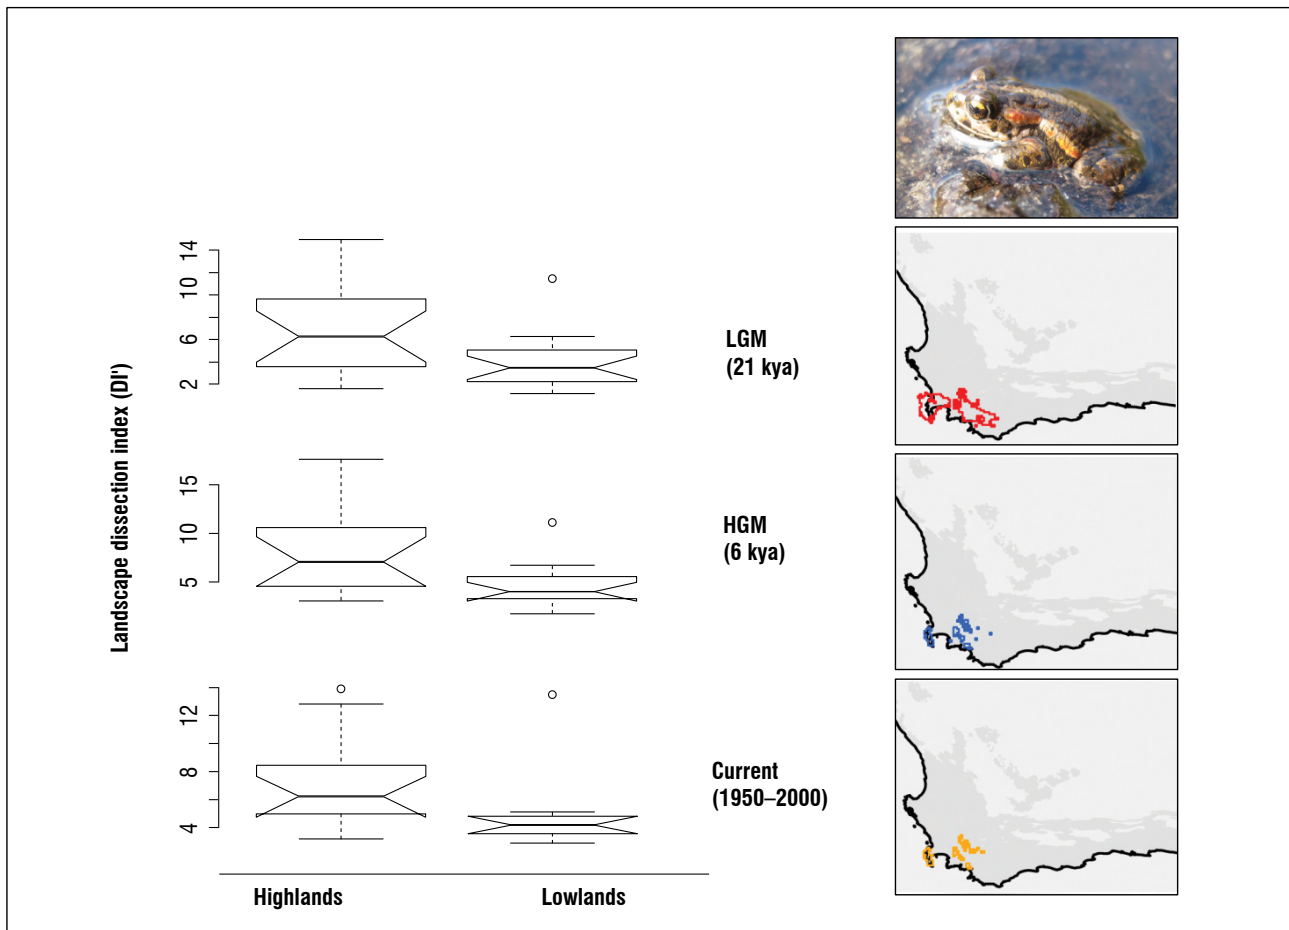 Landscape dissection index (DI')
14
10
6
2
LGM
(21 kya)
15
10
5
HGM
(6 kya)
12
8
4
Current
(1950–2000)
Highlands Lowlands